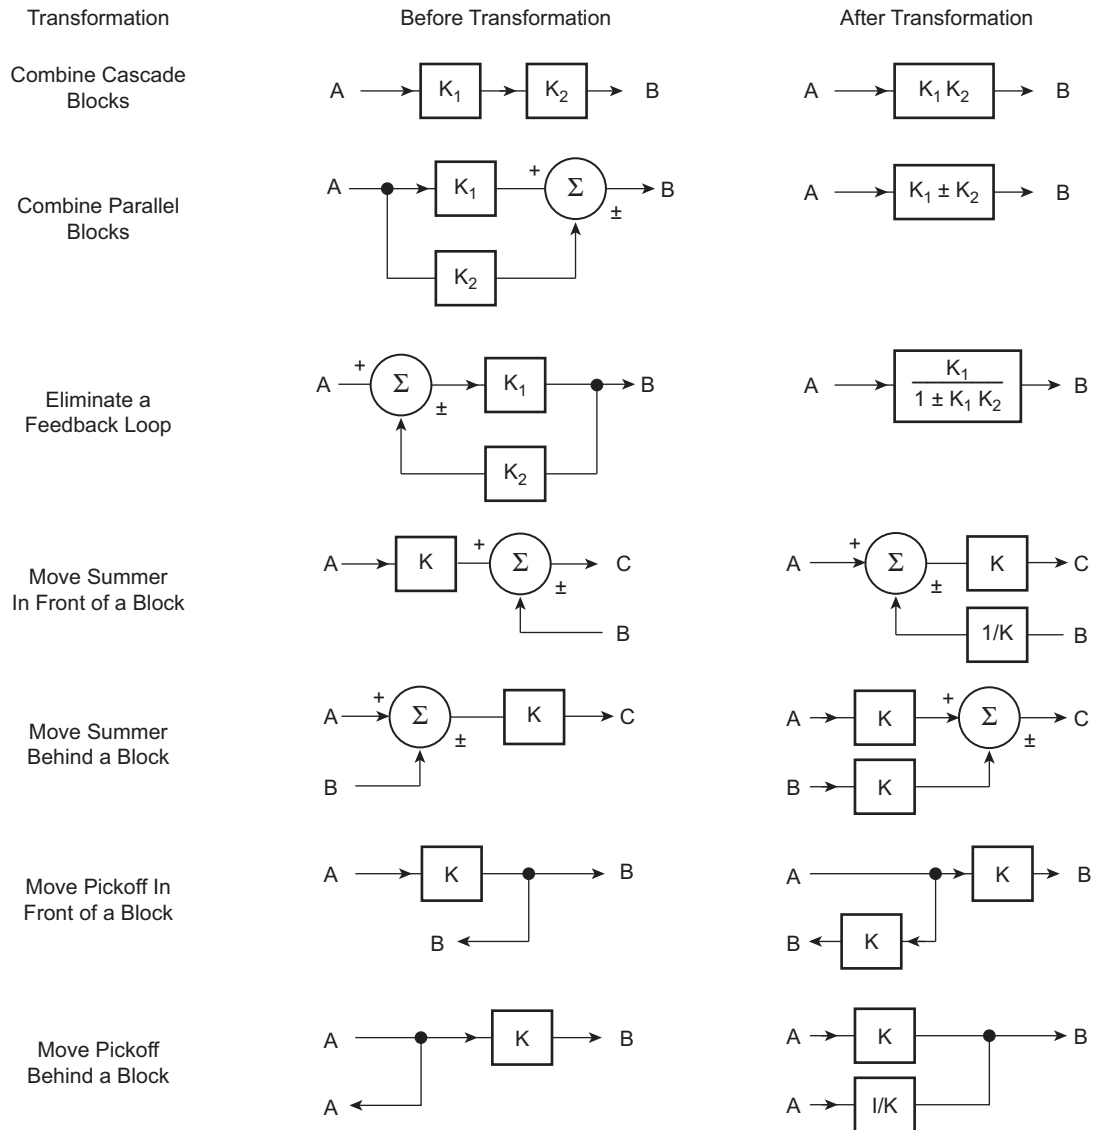 Transformation
Before Transformation
After Transformation
Combine Cascade
Blocks
A
K1
K2
B
A
K1 K2
B
Combine Parallel
Blocks
A
K1
+
Σ
±
B
K2
A
K1 ± K2
B
Eliminate a
Feedback Loop
A
+
Σ
±
K1
B
K2
A
K1
1 ± K1 K2
B
Move Summer
In Front of a Block
A
K
+
Σ
±
C
B
A
+
Σ
±
K
C
1/K
B
Move Summer
Behind a Block
A
+
Σ
±
K
C
B
A
K
+
Σ
±
C
B
K
Move Pickoff In
Front of a Block
A
K
B
B
A
K
B
B
K
Move Pickoff
Behind a Block
A
K
B
A
A
K
B
A
I/K